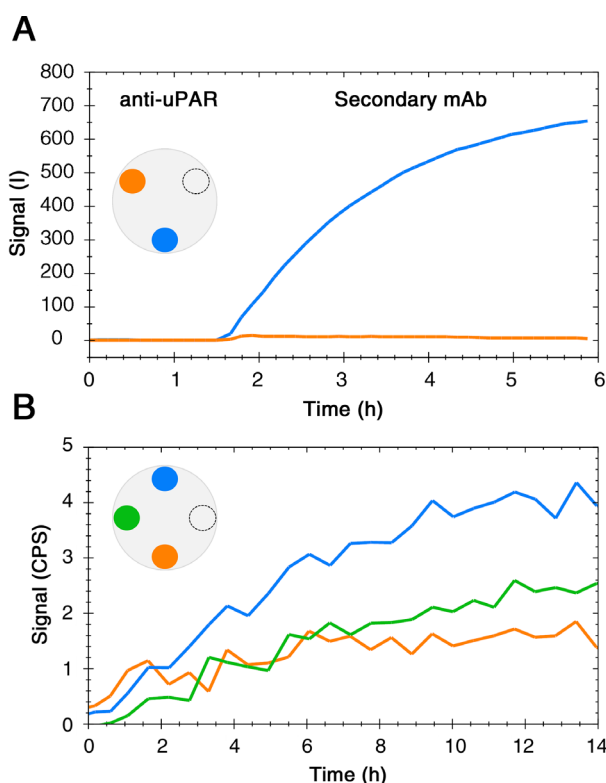 A
800
anti-uPAR Secondary mAb
700
600
500
400
300
200
100
0
Signal (I)
0 1 2 3 4 5 6
Time (h)
B
5
4
3
2
1
0
Signal (CPS)
0 2 4 6 8 10 12 14
Time (h)